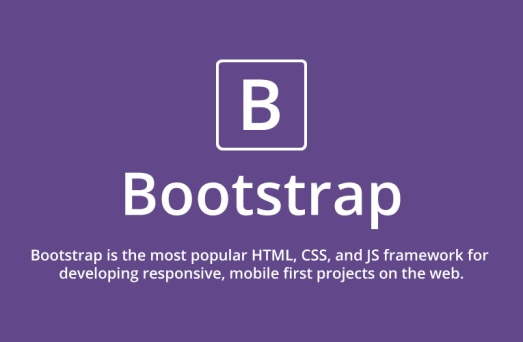 B
Bootstrap
Bootstrap is the most popular HTML, CSS, and JS framework for
developing responsive, mobile first projects on the web.